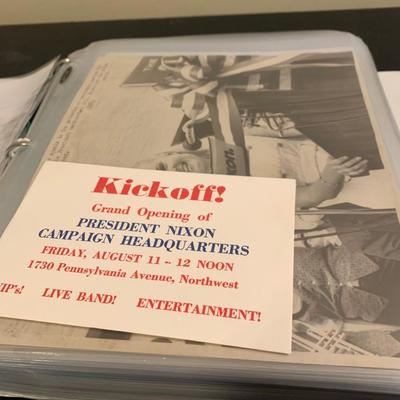 Kickoff!
Grand Opening of
PRESIDENT NIXON
CAMPAIGN HEADQUARTERS
FRIDAY, AUGUST 11 -- 12 NOON
1730 Pennsylvania Avenue, Northwest
IP's! LIVE BAND! ENTERTAINMENT!